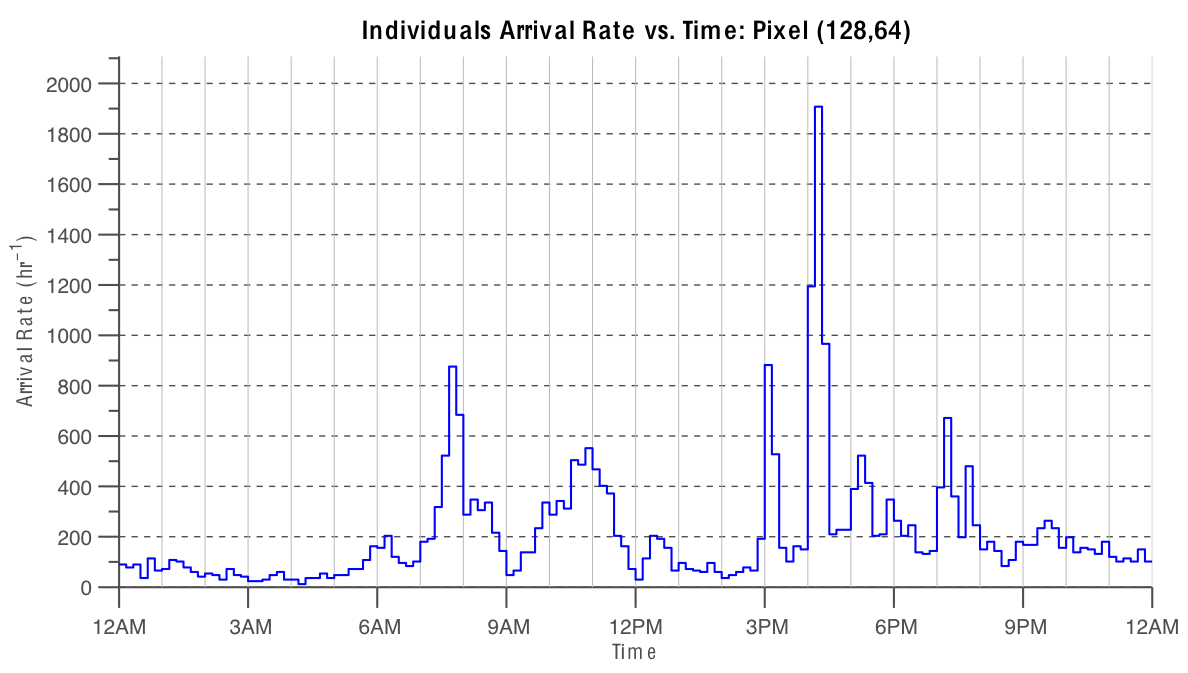 Individuals Arrival Rate vs. Time: Pixel (128,64)
2000
1800
1600
1400
1200
1000
800
600
400
200
0
Arrival Rate (hr⁻¹)
12AM 3AM 6AM 9AM 12PM 3PM 6PM 9PM 12AM
Time